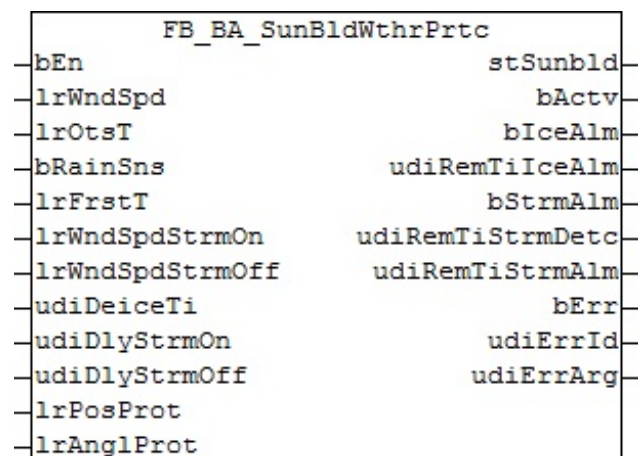 FB_BA_SunBldWthrPrtc
bEn stSunbld
lrWndSpd bActv
lrOtsT bIceAlm
bRainSns udiRemTiIceAlm
lrFrstT bStrmAlm
lrWndSpdStrmOn udiRemTiStrmDetc
lrWndSpdStrmOff udiRemTiStrmAlm
udiDeiceTi bErr
udiDlyStrmOn udiErrId
udiDlyStrmOff udiErrArg
lrPosProt
lrAnglProt